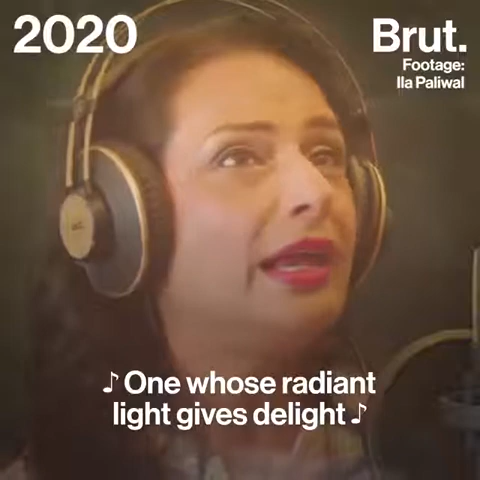 2020
Brut.
Footage:
Ila Paliwal
♪ One whose radiant
light gives delight ♪